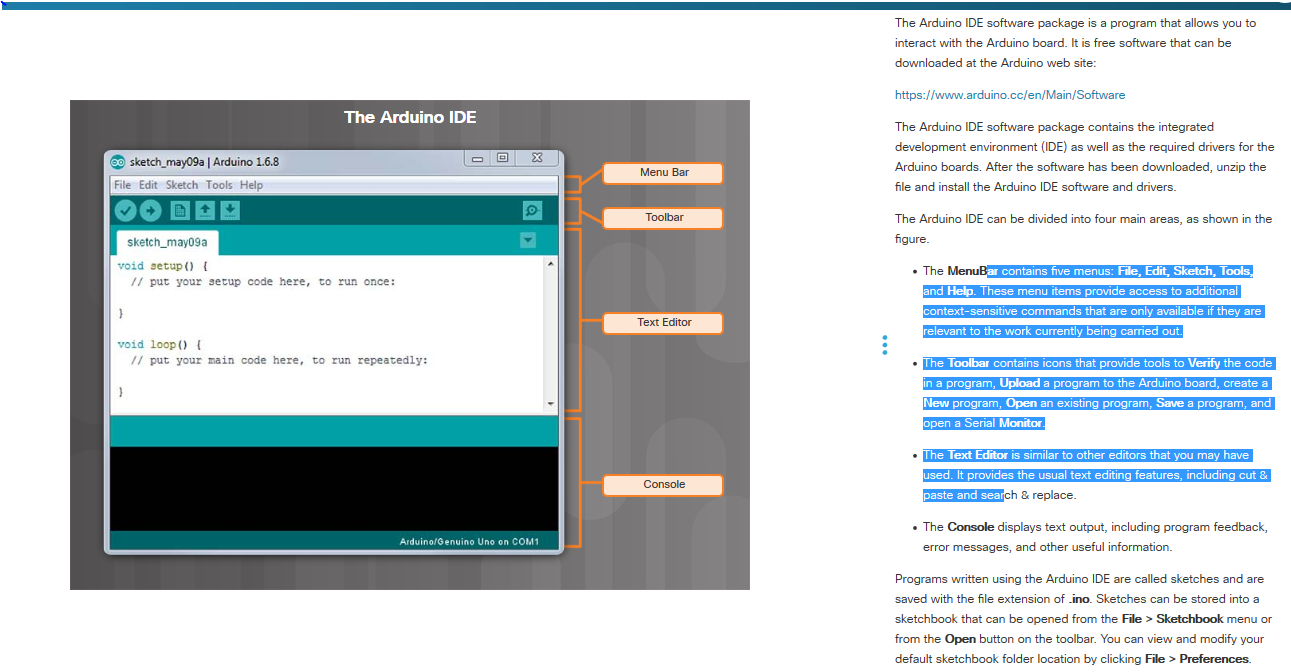 The Arduino IDE
sketch_may09a | Arduino 1.6.8
File Edit Sketch Tools Help
sketch_may09a
void setup() {
// put your setup code here, to run once:
}
void loop() {
// put your main code here, to run repeatedly:
}
Arduino/Genuino Uno on COM1
Menu Bar
Toolbar
Text Editor
Console
The Arduino IDE software package is a program that allows you to
interact with the Arduino board. It is free software that can be
downloaded at the Arduino web site:
https://www.arduino.cc/en/Main/Software
The Arduino IDE software package contains the integrated
development environment (IDE) as well as the required drivers for the
Arduino boards. After the software has been downloaded, unzip the
file and install the Arduino IDE software and drivers.
The Arduino IDE can be divided into four main areas, as shown in the
figure.
• The MenuBar contains five menus: File, Edit, Sketch, Tools,
and Help. These menu items provide access to additional
context-sensitive commands that are only available if they are
relevant to the work currently being carried out.
• The Toolbar contains icons that provide tools to Verify the code
in a program, Upload a program to the Arduino board, create a
New program, Open an existing program, Save a program, and
open a Serial Monitor.
• The Text Editor is similar to other editors that you may have
used. It provides the usual text editing features, including cut &
paste and search & replace.
• The Console displays text output, including program feedback,
error messages, and other useful information.
Programs written using the Arduino IDE are called sketches and are
saved with the file extension of .ino. Sketches can be stored into a
sketchbook that can be opened from the File > Sketchbook menu or
from the Open button on the toolbar. You can view and modify your
default sketchbook folder location by clicking File > Preferences.